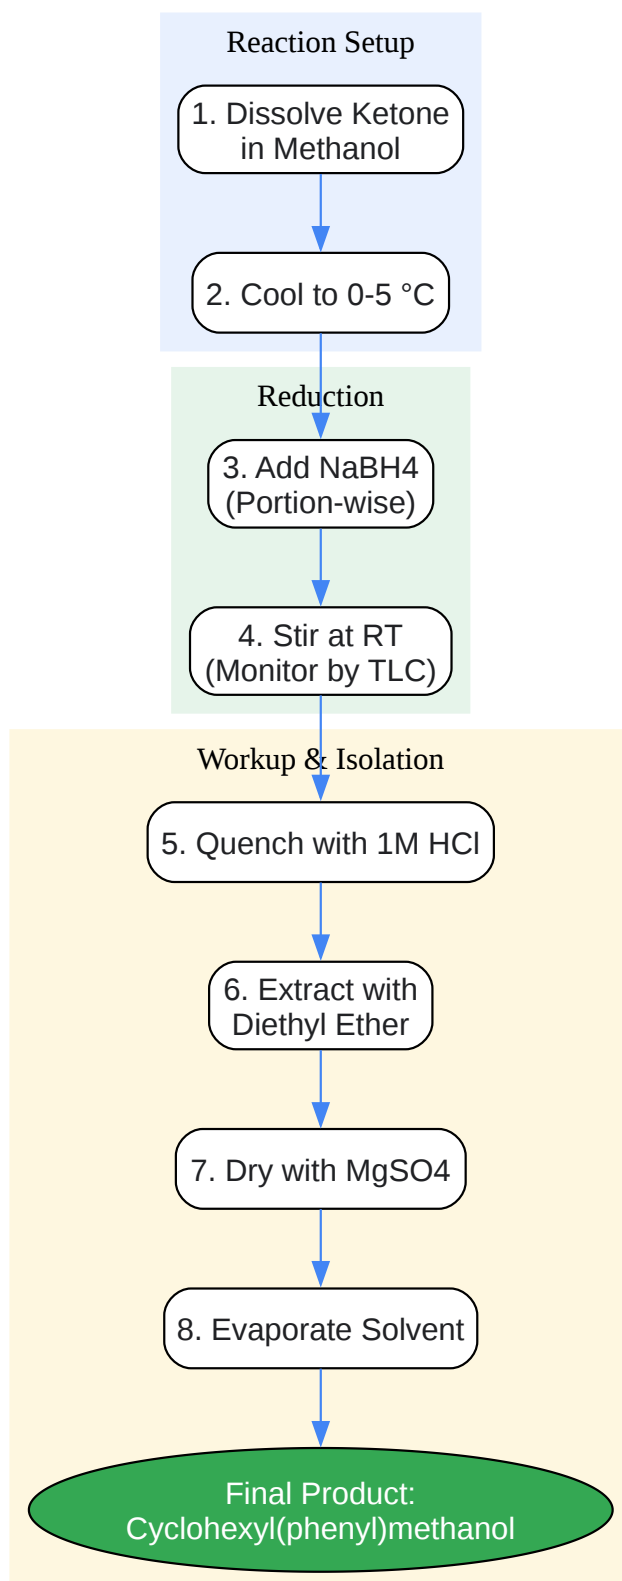 Reaction Setup
1. Dissolve Ketone
in Methanol
2. Cool to 0-5 °C
Reduction
3. Add NaBH4
(Portion-wise)
4. Stir at RT
(Monitor by TLC)
Workup & Isolation
5. Quench with 1M HCl
6. Extract with
Diethyl Ether
7. Dry with MgSO4
8. Evaporate Solvent
Final Product:
Cyclohexyl(phenyl)methanol